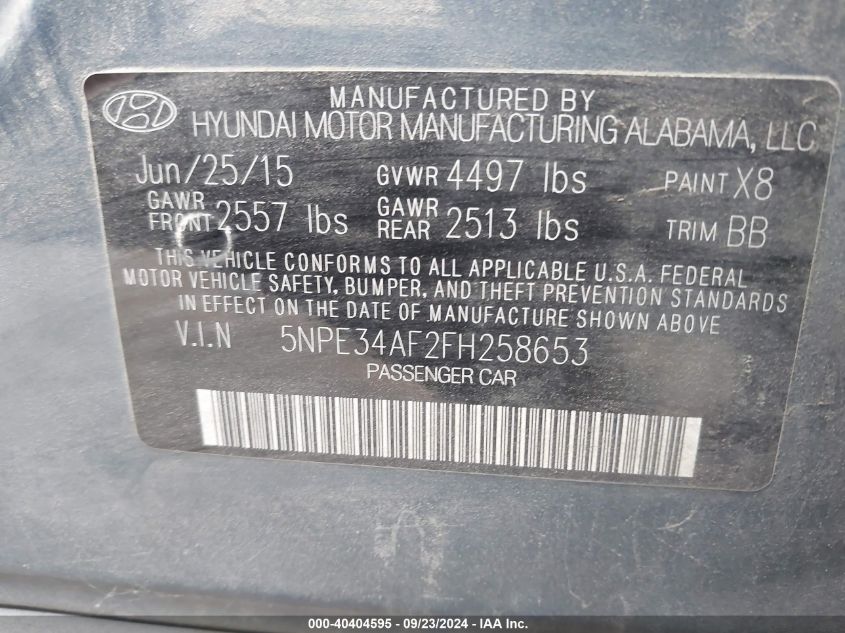 MANUFACTURED BY
HYUNDAI MOTOR MANUFACTURING ALABAMA, LLC
Jun/25/15 GVWR 4497 lbs PAINT X8
GAWR FRONT 2557 lbs GAWR REAR 2513 lbs TRIM BB
THIS VEHICLE CONFORMS TO ALL APPLICABLE U.S.A. FEDERAL
MOTOR VEHICLE SAFETY, BUMPER, AND THEFT PREVENTION STANDARDS
IN EFFECT ON THE DATE OF MANUFACTURE SHOWN ABOVE
V.I.N 5NPE34AF2FH258653
PASSENGER CAR
000-40404595 - 09/23/2024 - IAA Inc.